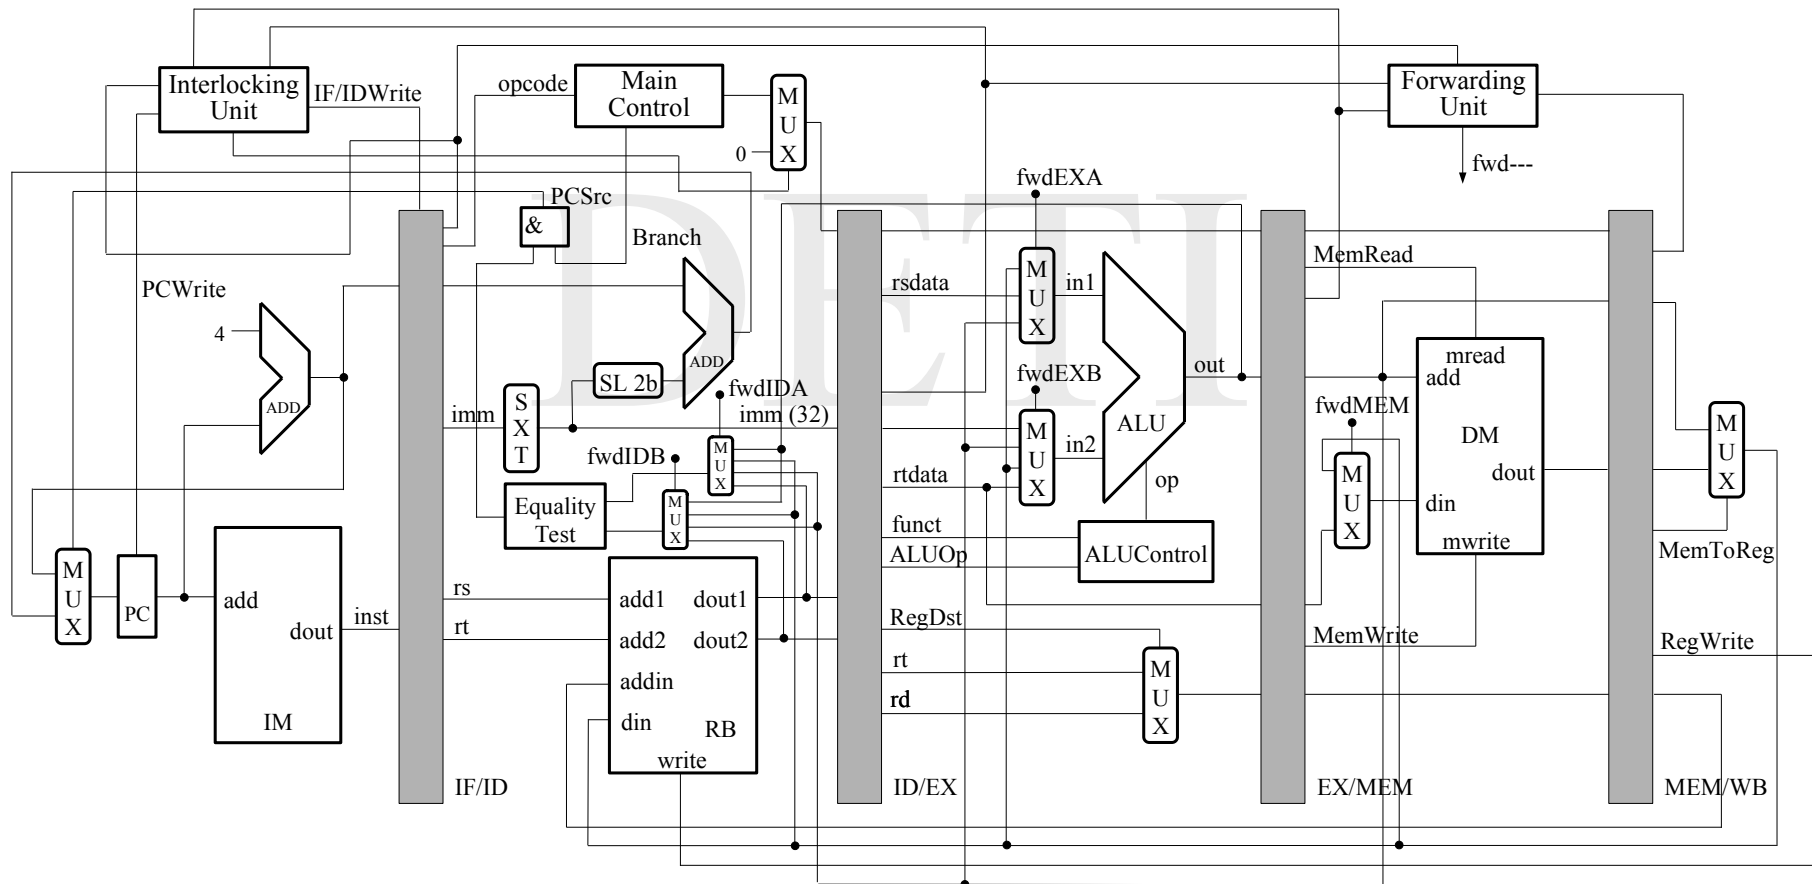 Interlocking
Unit
IF/IDWrite
opcode
Main
Control
M
U
X
0
Forwarding
Unit
fwd---
DETI
PCSrc
&
Branch
fwdEXA
PCWrite
4
ADD
ADD
SL 2b
rsdata
M
U
X
in1
out
ALU
MemRead
mread
add
DM
dout
din
mwrite
fwdIDA
imm (32)
imm
S
X
T
fwdIDB
M
U
X
M
U
X
Equality
Test
fwdEXB
M
U
X
in2
op
rtdata
funct
ALUOp
ALUControl
fwdMEM
M
U
X
M
U
X
MemToReg
M
U
X
PC
add
dout
IM
inst
rs
rt
add1
add2
addin
din
write
dout1
dout2
RB
RegDst
rt
rd
M
U
X
MemWrite
RegWrite
IF/ID
ID/EX
EX/MEM
MEM/WB